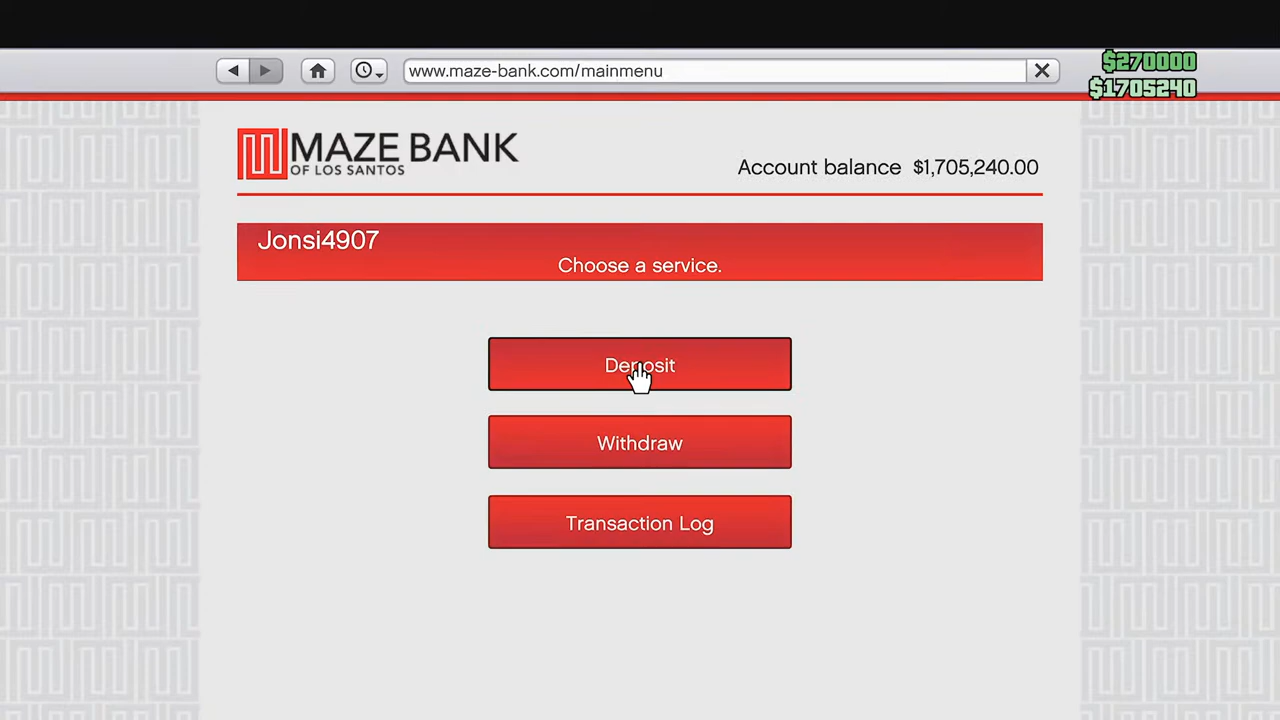 www.maze-bank.com/mainmenu
$270000
$1705240
MAZE BANK
OF LOS SANTOS
Account balance $1,705,240.00
Jonsi4907
Choose a service.
Deposit
Withdraw
Transaction Log